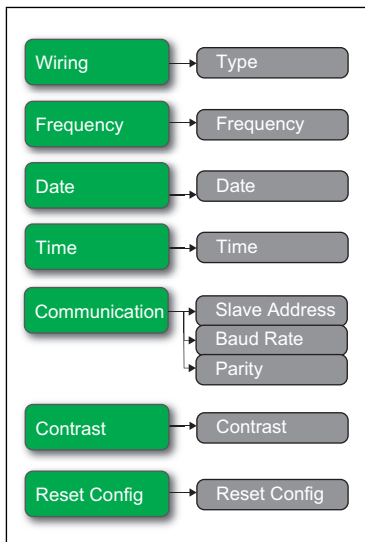 Wiring
Type
Frequency
Frequency
Date
Date
Time
Time
Communication
Slave Address
Baud Rate
Parity
Contrast
Contrast
Reset Config
Reset Config